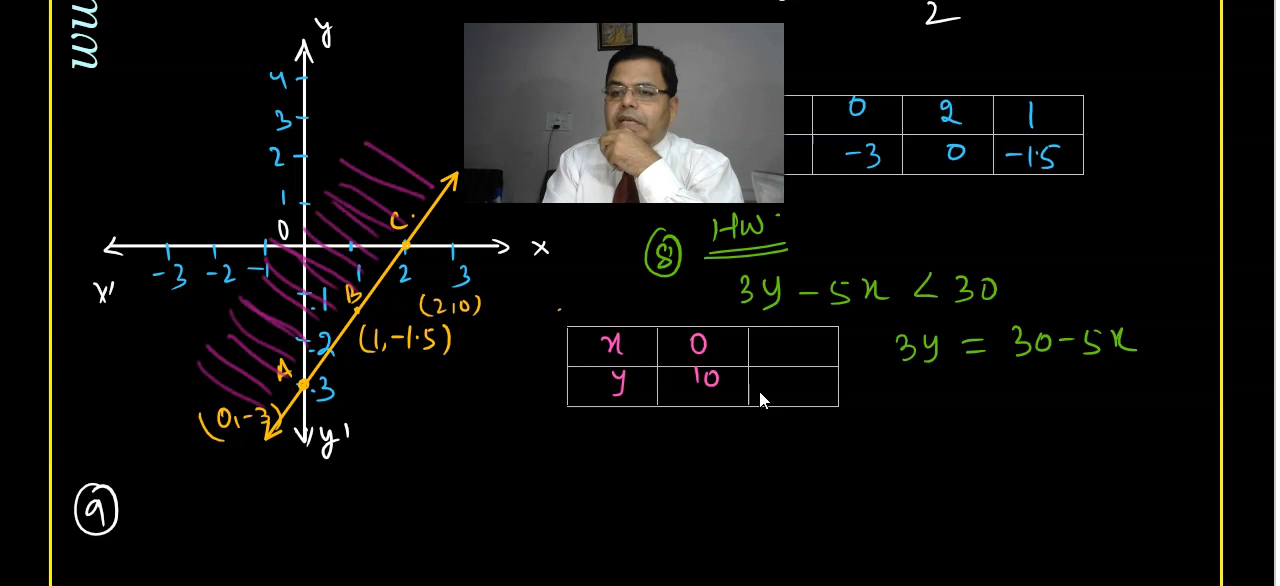 wu
2
y
4
3
2
1
0
x
x'
-3 -2 -1 1 2 3
C.
B
(2,0)
.1
(1,-1.5)
-2
A
.3
(0,-3)
y'
0 2 1
-3 0 -1.5
8 HW.
3y - 5x < 30
3y = 30 - 5x
x 0
y 10
9